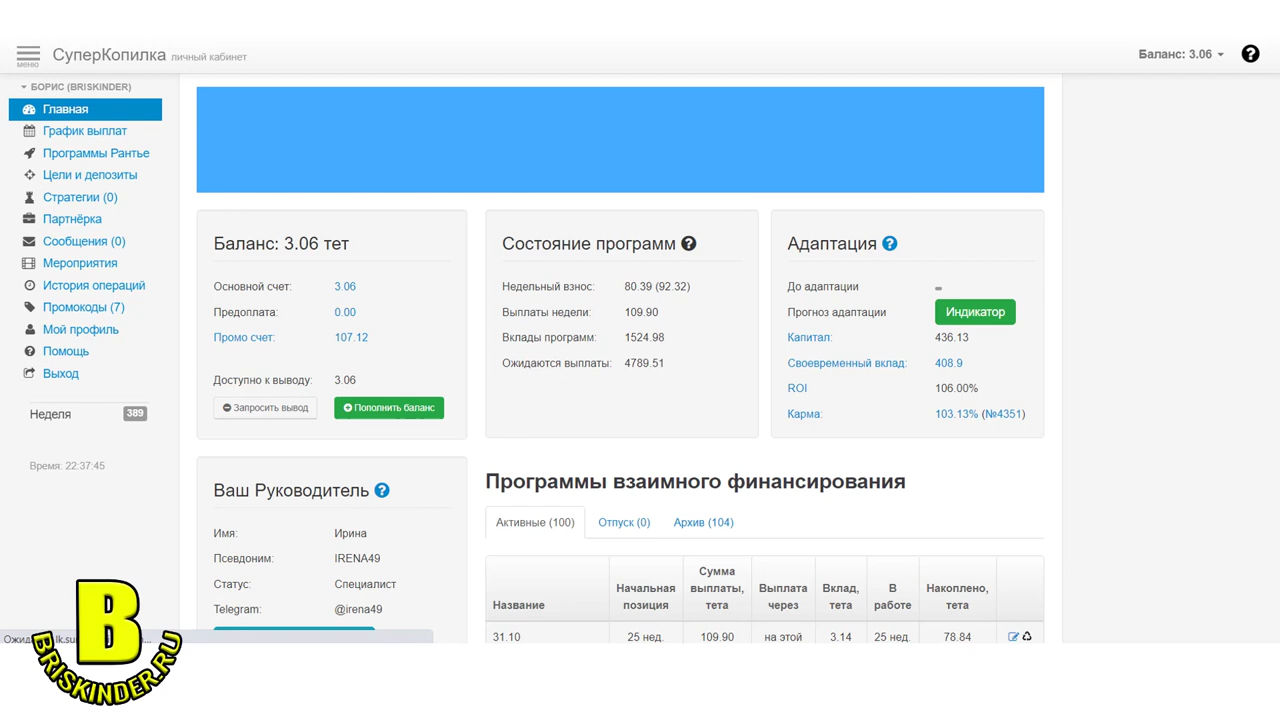 меню
СуперКопилка личный кабинет
Баланс: 3.06
БОРИС (BRISKINDER)
Главная
График выплат
Программы Рантье
Цели и депозиты
Стратегии (0)
Партнёрка
Сообщения (0)
Мероприятия
История операций
Промокоды (7)
Мой профиль
Помощь
Выход
Неделя 389
Время: 22:37:45
Баланс: 3.06 тет
Основной счет: 3.06
Предоплата: 0.00
Промо счет: 107.12
Доступно к выводу: 3.06
Запросить вывод Пополнить баланс
Состояние программ
Недельный взнос: 80.39 (92.32)
Выплаты недели: 109.90
Вклады программ: 1524.98
Ожидаются выплаты: 4789.51
Адаптация
До адаптации -
Прогноз адаптации Индикатор
Капитал: 436.13
Своевременный вклад: 408.9
ROI 106.00%
Карма: 103.13% (№4351)
Ваш Руководитель
Имя: Ирина
Псевдоним: IRENA49
Статус: Специалист
Telegram: @irena49
Программы взаимного финансирования
Активные (100) Отпуск (0) Архив (104)
Название Начальная позиция Сумма выплаты, тета Выплата через Вклад, тета В работе Накоплено, тета
31.10 25 нед. 109.90 на этой 3.14 25 нед. 78.84
B
BRISKINDER.RU